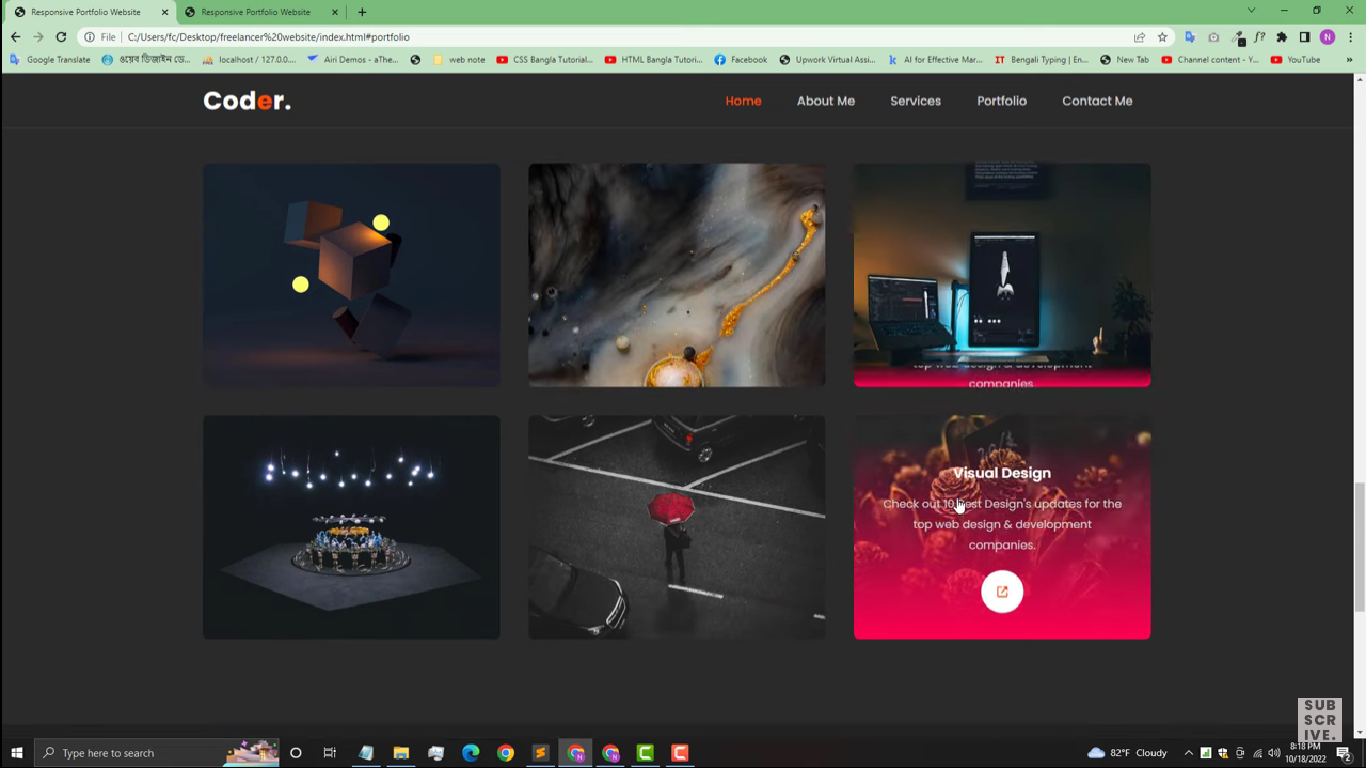 Responsive Portfolio Website
Responsive Portfolio Website
File
C:/Users/fc/Desktop/freelancer%20website/index.html#portfolio
Google Translate
ওয়েব ডিজাইন ডে...
localhost / 127.0.0....
Airi Demos - aThe...
web note
CSS Bangla Tutorial...
HTML Bangla Tutori...
Facebook
Upwork Virtual Assi...
AI for Effective Mar...
Bengali Typing | En...
New Tab
Channel content - Y...
YouTube
Coder.
Home
About Me
Services
Portfolio
Contact Me
top web design & development
companies.
Visual Design
Check out 10 best Design's updates for the
top web design & development
companies.
SUB
SCR
IVE.
Type here to search
82°F Cloudy
8:18 PM
10/18/2022
2